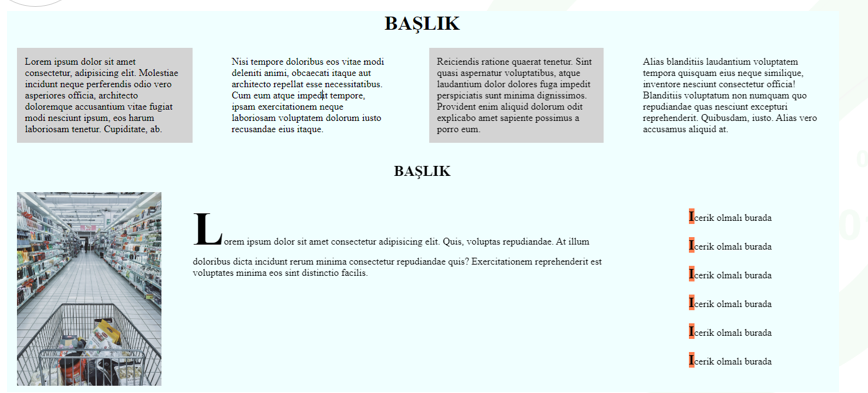 BAŞLIK
Lorem ipsum dolor sit amet
consectetur, adipisicing elit. Molestiae
incidunt neque perferendis odio vero
asperiores officia, architecto
doloremque accusantium vitae fugiat
modi nesciunt ipsum, eos harum
laboriosam tenetur. Cupiditate, ab.
Nisi tempore doloribus eos vitae modi
deleniti animi, obcaecati itaque aut
architecto repellat esse necessitatibus.
Cum eum atque impedit tempore,
ipsam exercitationem neque
laboriosam voluptatem dolorum iusto
recusandae eius itaque.
Reiciendis ratione quaerat tenetur. Sint
quasi aspernatur voluptatibus, atque
laudantium dolor dolores fuga impedit
perspiciatis sunt minima dignissimos.
Provident enim aliquid dolorum odit
explicabo amet sapiente possimus a
porro eum.
Alias blanditiis laudantium voluptatem
tempora quisquam eius neque similique,
inventore nesciunt consectetur officia!
Blanditiis voluptatum non numquam quo
repudiandae quas nesciunt excepturi
reprehenderit. Quibusdam, iusto. Alias vero
accusamus aliquid at.
BAŞLIK
Lorem ipsum dolor sit amet consectetur adipisicing elit. Quis, voluptas repudiandae. At illum
doloribus dicta incidunt rerum minima consectetur repudiandae quis? Exercitationem reprehenderit est
voluptates minima eos sint distinctio facilis.
Icerik olmalı burada
Icerik olmalı burada
Icerik olmalı burada
Icerik olmalı burada
Icerik olmalı burada
Icerik olmalı burada